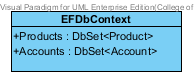 Visual Paradigm for UML Enterprise Edition(College of
EFDbContext
+Products : DbSet<Product>
+Accounts : DbSet<Account>